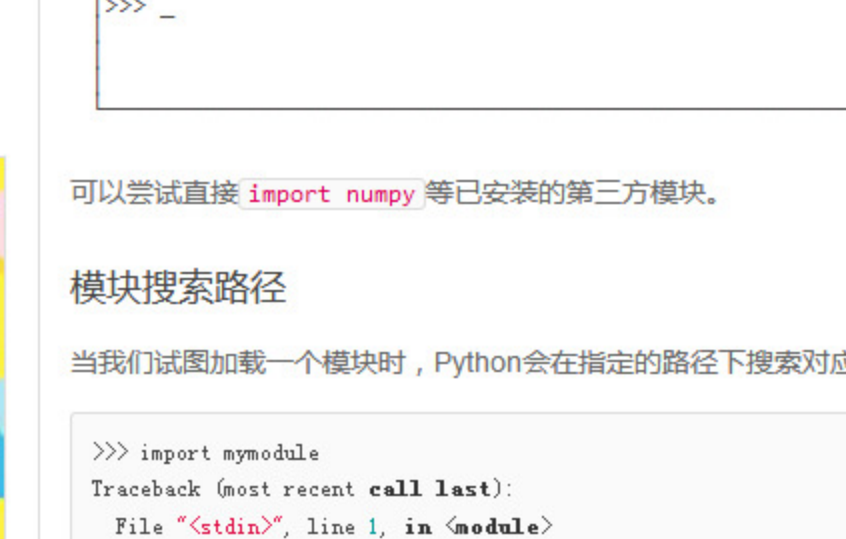 >>> _
可以尝试直接import numpy等已安装的第三方模块。
模块搜索路径
当我们试图加载一个模块时，Python会在指定的路径下搜索对应
>>> import mymodule
Traceback (most recent call last):
File "<stdin>", line 1, in <module>